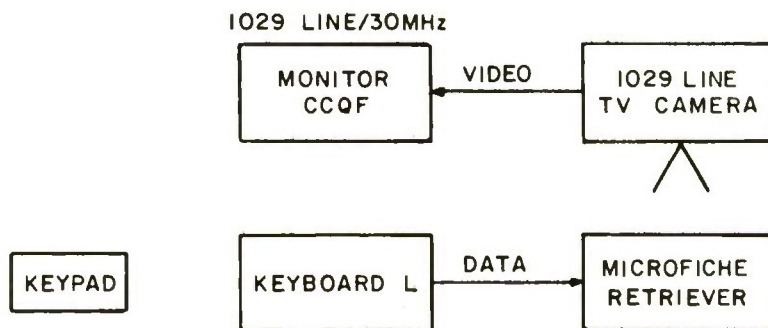 1029 LINE/30MHz
MONITOR
CCQF
VIDEO
1029 LINE
TV CAMERA
KEYPAD
KEYBOARD L
DATA
MICROFICHE
RETRIEVER